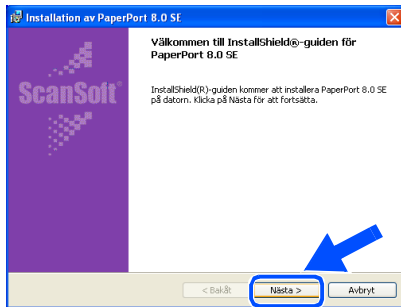 Installation av PaperPort 8.0 SE
Välkommen till InstallShield®-guiden för
PaperPort 8.0 SE
ScanSoft®
InstallShield(R)-guiden kommer att installera PaperPort 8.0 SE
på datorn. Klicka på Nästa för att fortsätta.
< Bakåt Nästa > Avbryt